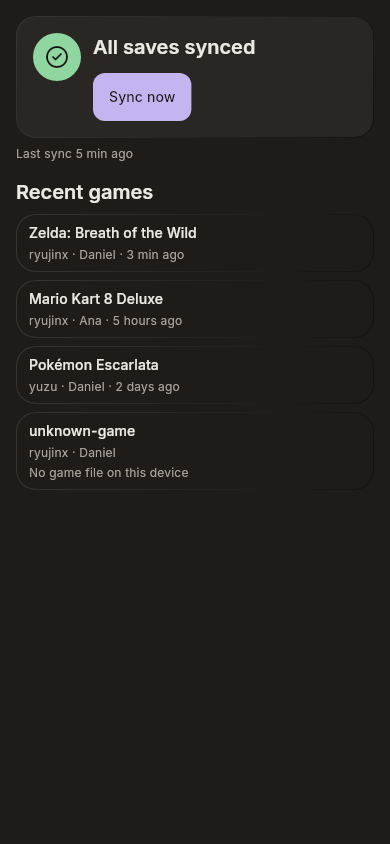 All saves synced
Sync now
Last sync 5 min ago
Recent games
Zelda: Breath of the Wild
ryujinx · Daniel · 3 min ago
Mario Kart 8 Deluxe
ryujinx · Ana · 5 hours ago
Pokémon Escarlata
yuzu · Daniel · 2 days ago
unknown-game
ryujinx · Daniel
No game file on this device